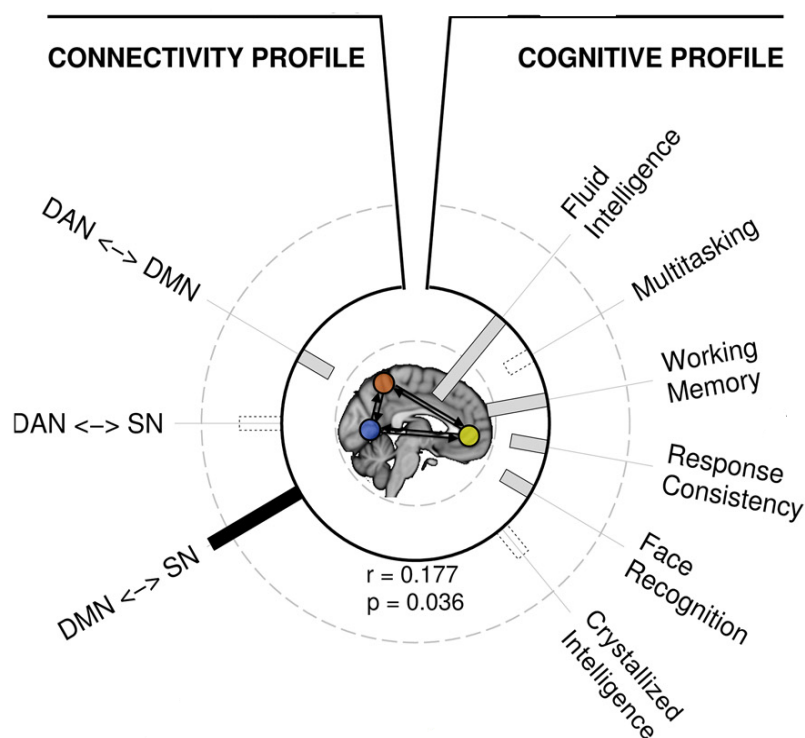 CONNECTIVITY PROFILE
COGNITIVE PROFILE
DAN <-> DMN
DAN <-> SN
DMN <-> SN
Fluid
Intelligence
Multitasking
Working
Memory
Response
Consistency
Face
Recognition
Crystallized
Intelligence
r = 0.177
p = 0.036